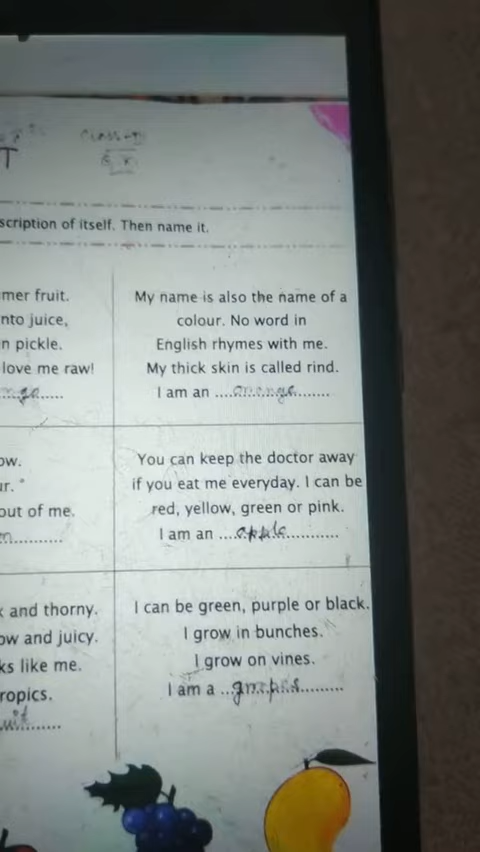 T
Class-II
scription of itself. Then name it.
mer fruit.
nto juice,
n pickle.
love me raw!
My name is also the name of a
colour. No word in
English rhymes with me.
My thick skin is called rind.
I am an ....orange........
ow.
ur.
out of me.
n..........
You can keep the doctor away
if you eat me everyday. I can be
red, yellow, green or pink.
I am an ....apple............
k and thorny.
ow and juicy.
ks like me.
ropics.
uit........
I can be green, purple or black.
I grow in bunches.
I grow on vines.
I am a ..grapes.........